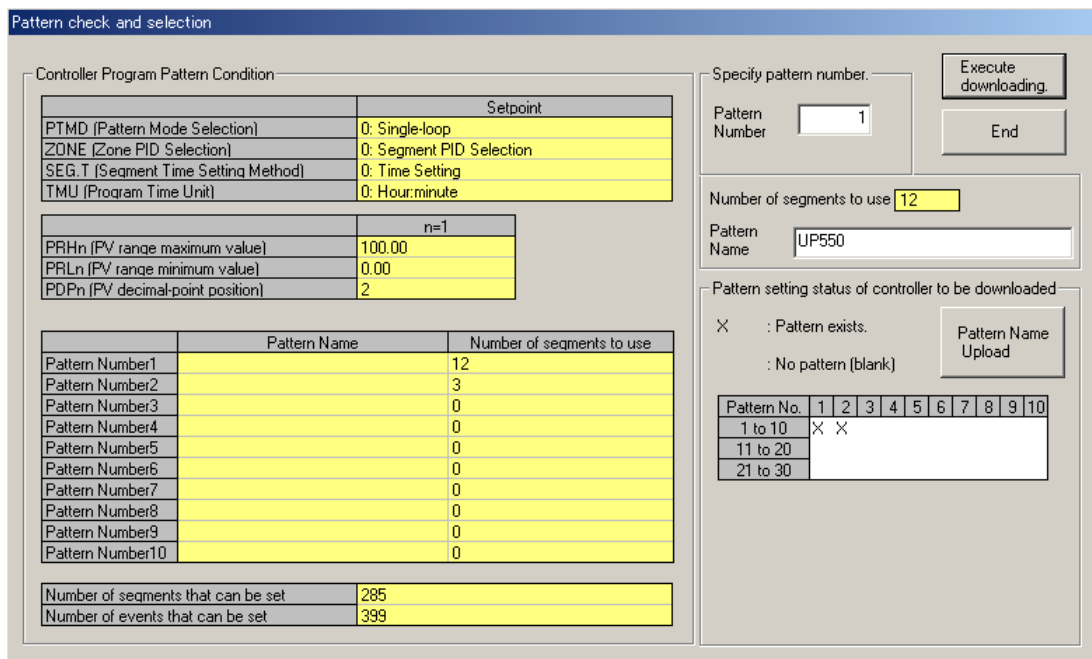 Pattern check and selection
Controller Program Pattern Condition
Setpoint
PTMD (Pattern Mode Selection) 0: Single-loop
ZONE (Zone PID Selection) 0: Segment PID Selection
SEG.T (Segment Time Setting Method) 0: Time Setting
TMU (Program Time Unit) 0: Hour:minute
n=1
PRHn (PV range maximum value) 100.00
PRLn (PV range minimum value) 0.00
PDPn (PV decimal-point position) 2
Pattern Name Number of segments to use
Pattern Number1 12
Pattern Number2 3
Pattern Number3 0
Pattern Number4 0
Pattern Number5 0
Pattern Number6 0
Pattern Number7 0
Pattern Number8 0
Pattern Number9 0
Pattern Number10 0
Number of segments that can be set 285
Number of events that can be set 399
Specify pattern number.
Pattern
Number
1
Execute
downloading.
End
Number of segments to use 12
Pattern
Name
UP550
Pattern setting status of controller to be downloaded
X : Pattern exists.
: No pattern (blank)
Pattern Name
Upload
Pattern No. 1 2 3 4 5 6 7 8 9 10
1 to 10 X X
11 to 20
21 to 30